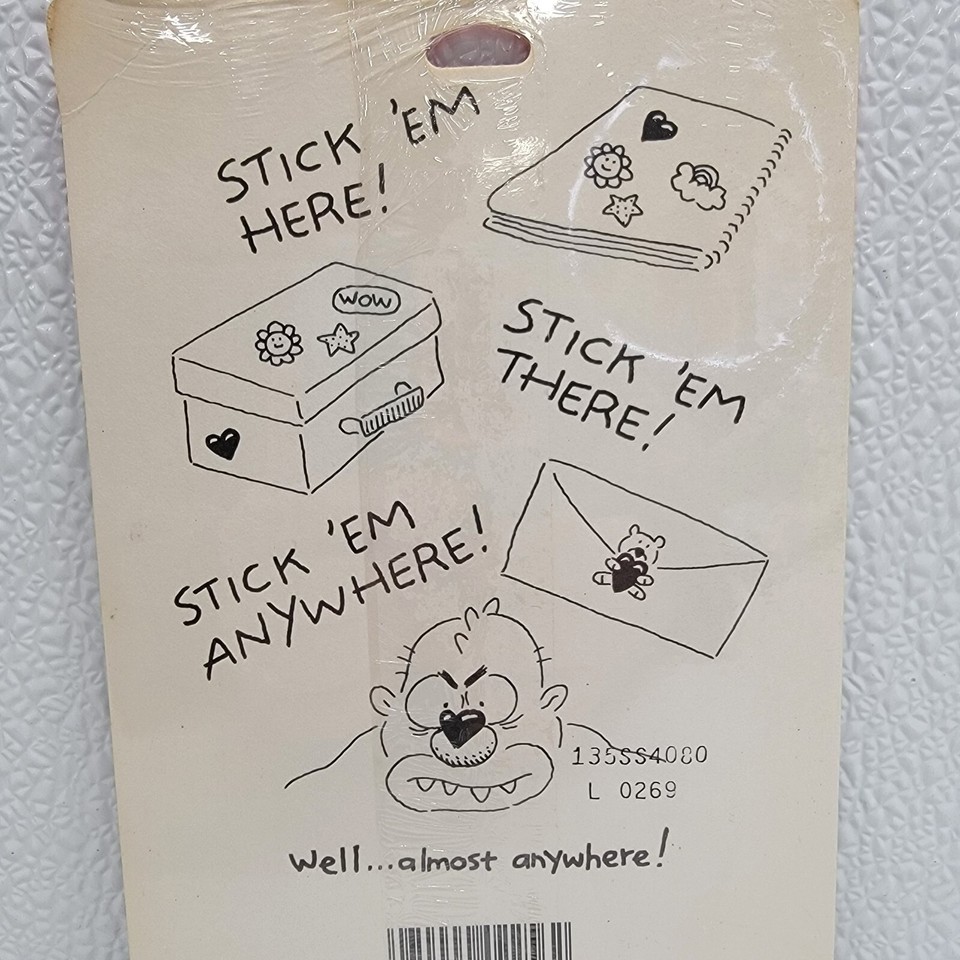 STICK 'EM
HERE!
WOW
STICK 'EM
THERE!
STICK 'EM
ANYWHERE!
135SS4080
L 0269
Well...almost anywhere!